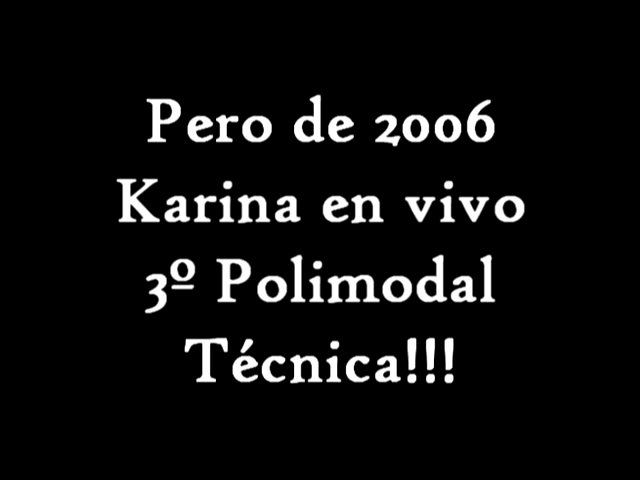 Pero de 2006
Karina en vivo
3º Polimodal
Técnica!!!